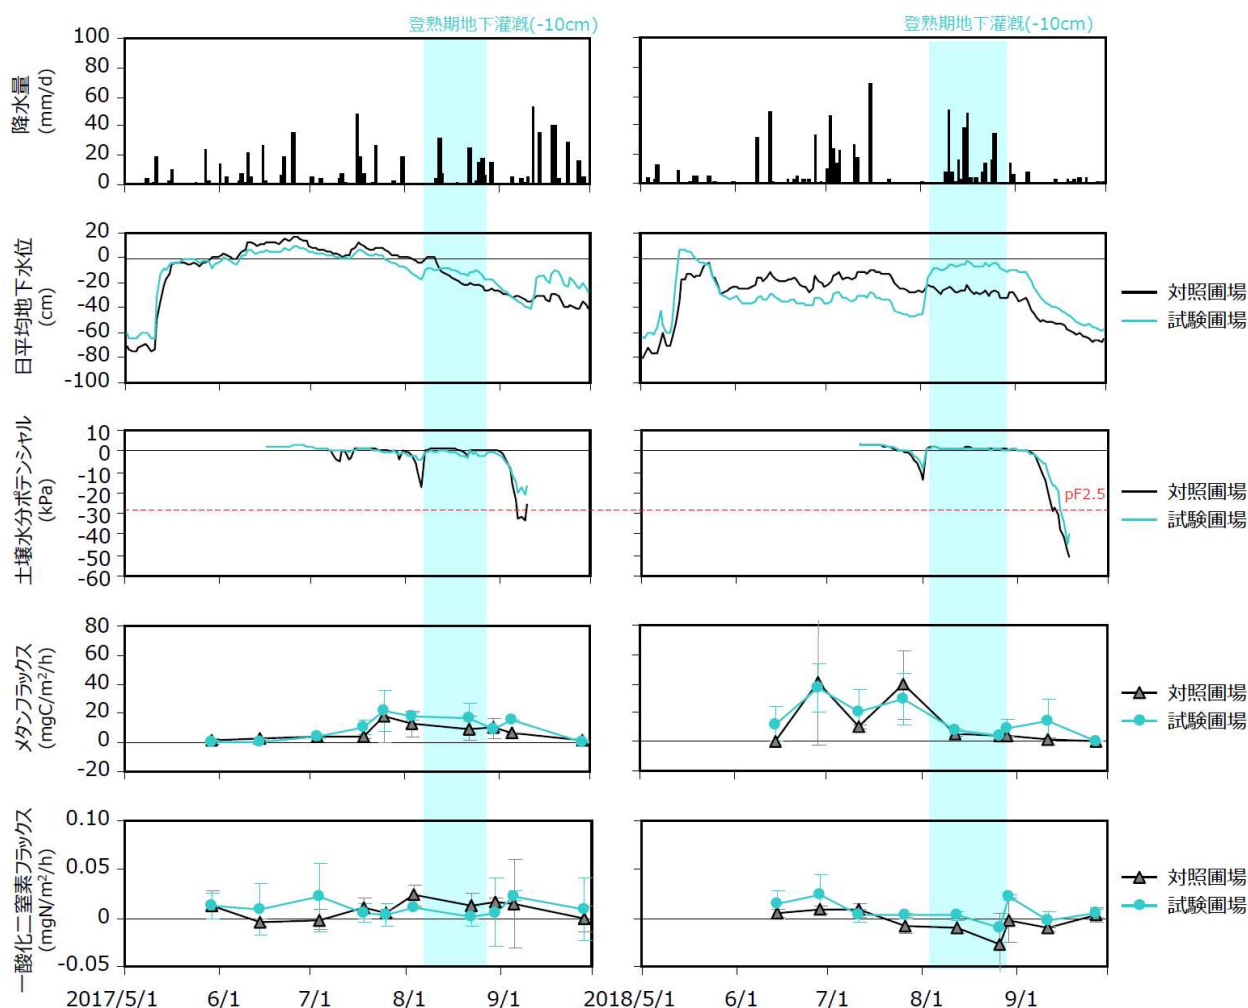 登熟期地下灌漑(-10cm)
登熟期地下灌漑(-10cm)
降水量
(mm/d)
100
80
60
40
20
0
日平均地下水位
(cm)
20
0
-20
-40
-60
-80
-100
対照圃場
試験圃場
土壌水分ポテンシャル
(kPa)
10
0
-10
-20
-30
-40
-50
-60
pF2.5
対照圃場
試験圃場
メタンフラックス
(mgC/m²/h)
80
60
40
20
0
-20
対照圃場
試験圃場
一酸化二窒素フラックス
(mgN/m²/h)
0.10
0.05
0
-0.05
対照圃場
試験圃場
2017/5/1 6/1 7/1 8/1 9/1 2018/5/1 6/1 7/1 8/1 9/1